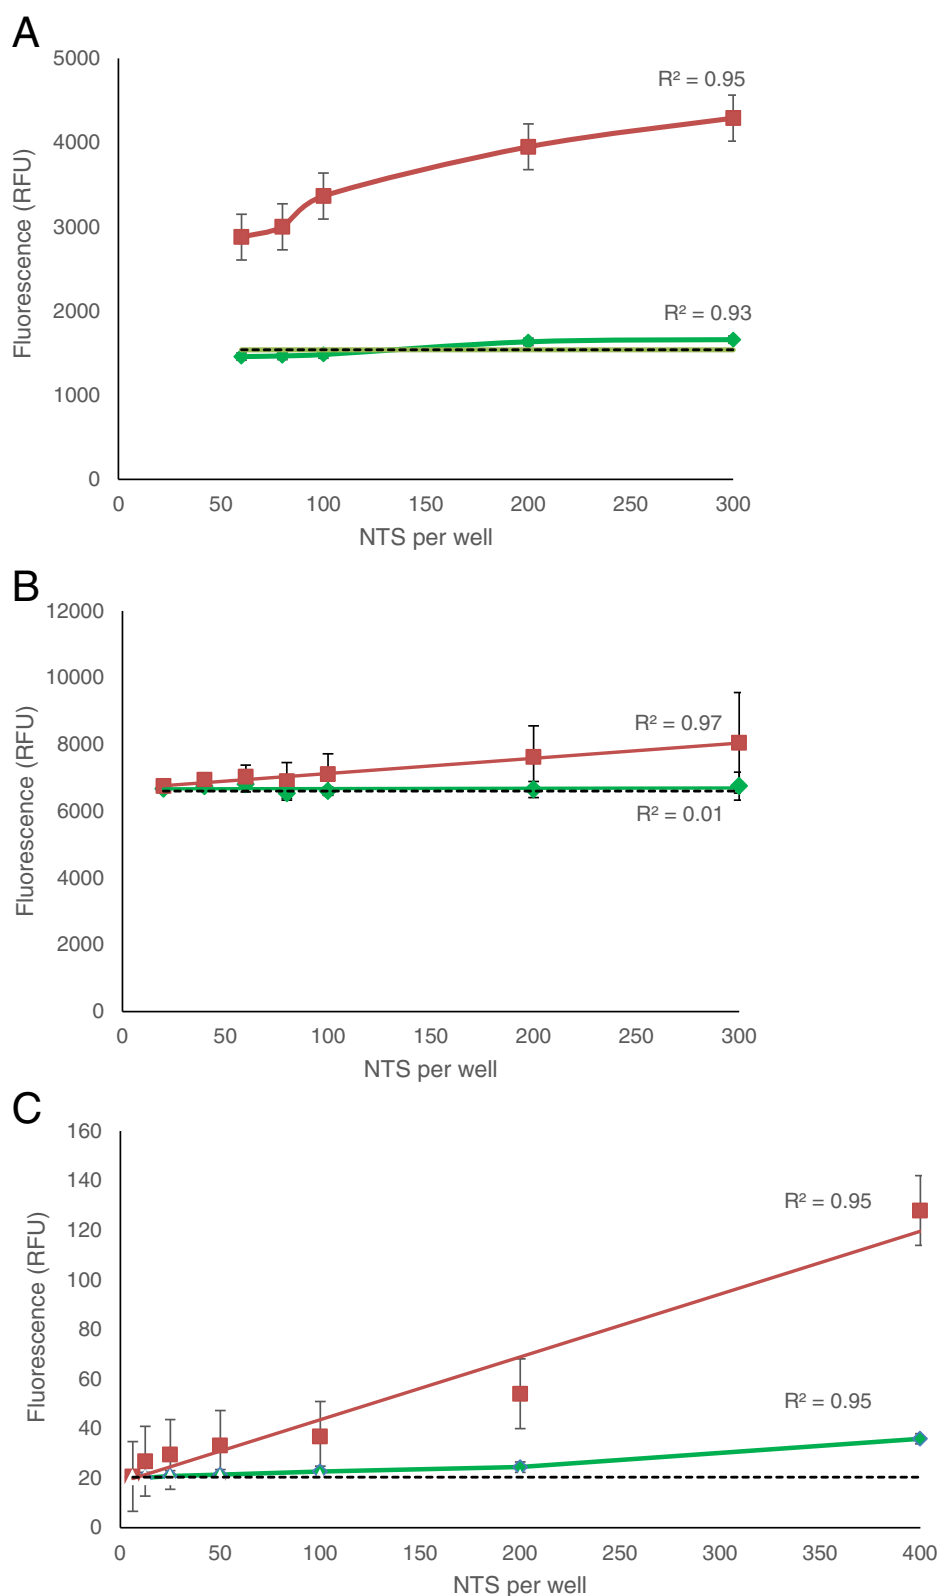 A
5000
R² = 0.95
4000
3000
R² = 0.93
2000
1000
0
Fluorescence (RFU)
0 50 100 150 200 250 300
NTS per well
B
12000
10000
R² = 0.97
8000
6000
R² = 0.01
4000
2000
0
Fluorescence (RFU)
0 50 100 150 200 250 300
NTS per well
C
160
140
R² = 0.95
120
100
80
60
R² = 0.95
40
20
0
Fluorescence (RFU)
0 50 100 150 200 250 300 350 400
NTS per well